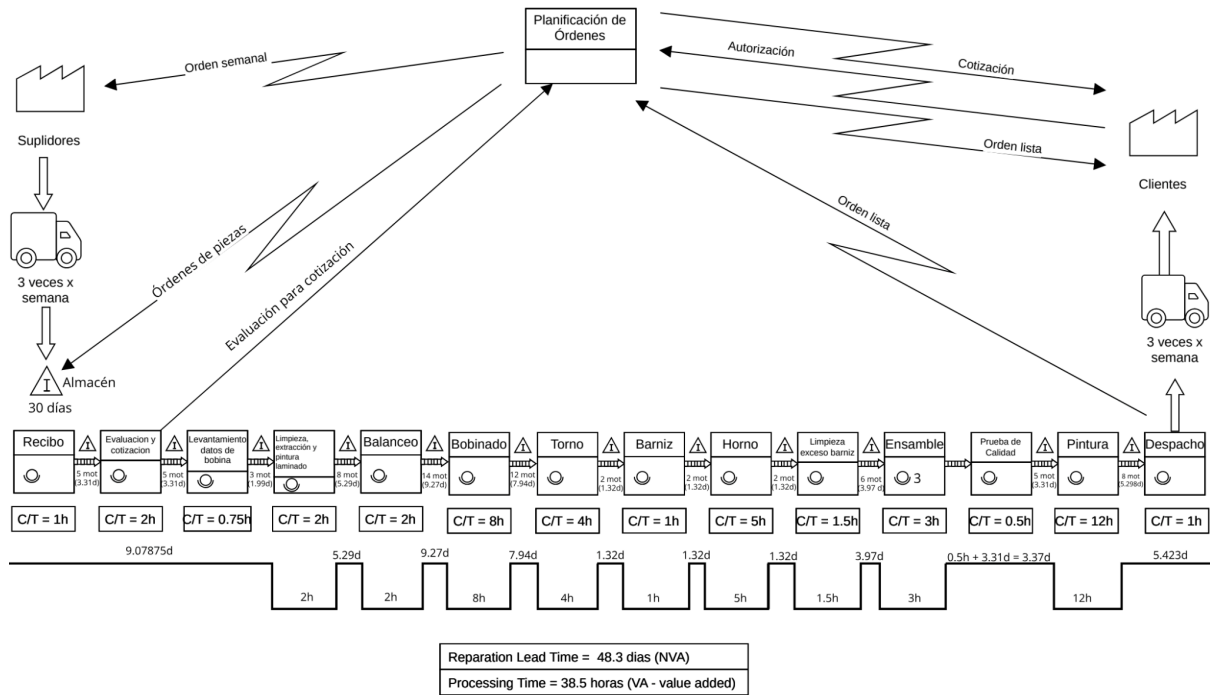 Planificación de
Órdenes
Orden semanal
Autorización
Cotización
Orden lista
Suplidores
Clientes
3 veces x
semana
Órdenes de piezas
Evaluación para cotización
Orden lista
3 veces x
semana
I
Almacén
30 días
Recibo
I
5 mot
(3.31d)
Evaluacion y
cotizacion
I
5 mot
(3.31d)
Levantamiento
datos de
bobina
I
3 mot
(1.99d)
Limpieza,
extracción y
pintura
laminado
I
8 mot
(5.29d)
Balanceo
I
14 mot
(9.27d)
Bobinado
I
12 mot
(7.94d)
Torno
I
2 mot
(1.32d)
Barniz
I
2 mot
(1.32d)
Horno
I
2 mot
(1.32d)
Limpieza
exceso barniz
I
6 mot
(3.97 d)
Ensamble
3
Prueba de
Calidad
I
5 mot
(3.31d)
Pintura
I
8 mot
(5.298d)
Despacho
C/T = 1h
C/T = 2h
C/T = 0.75h
C/T = 2h
C/T = 2h
C/T = 8h
C/T = 4h
C/T = 1h
C/T = 5h
C/T = 1.5h
C/T = 3h
C/T = 0.5h
C/T = 12h
C/T = 1h
9.07875d
5.29d
9.27d
7.94d
1.32d
1.32d
1.32d
3.97d
0.5h + 3.31d = 3.37d
5.423d
2h
2h
8h
4h
1h
5h
1.5h
3h
12h
Reparation Lead Time = 48.3 dias (NVA)
Processing Time = 38.5 horas (VA - value added)